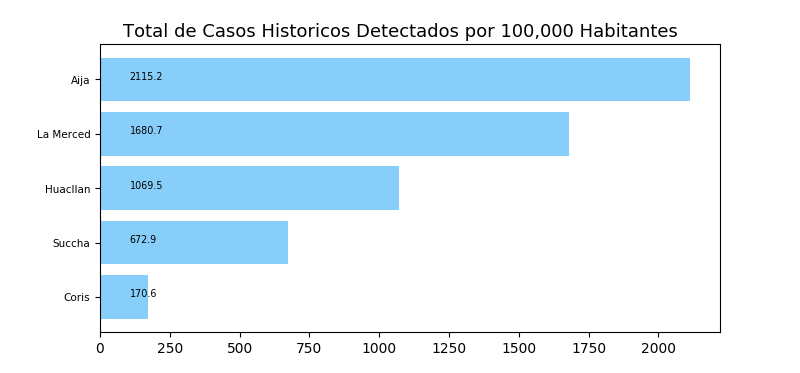 Total de Casos Historicos Detectados por 100,000 Habitantes
Aija 2115.2
La Merced 1680.7
Huacllan 1069.5
Succha 672.9
Coris 170.6
0 250 500 750 1000 1250 1500 1750 2000